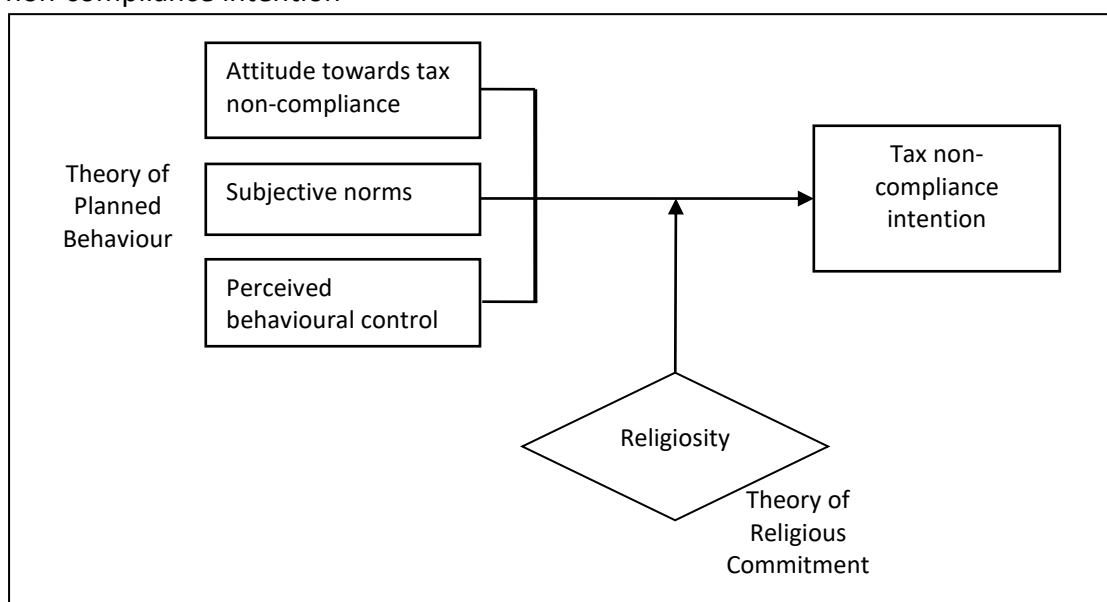 non-compliance intention
Attitude towards tax
non-compliance
Theory of
Planned
Behaviour
Subjective norms
Perceived
behavioural control
Tax non-
compliance
intention
Religiosity
Theory of
Religious
Commitment